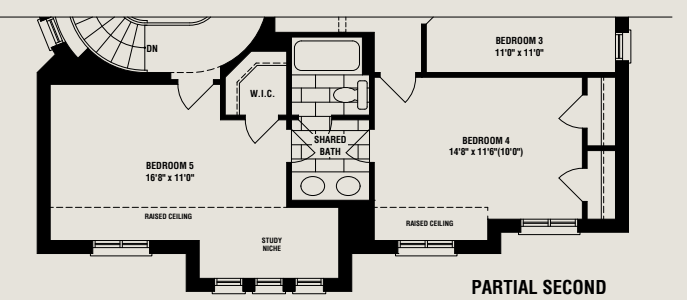 BEDROOM 3
11'0" x 11'0"
DN
W.I.C.
SHARED
BATH
BEDROOM 4
14'8" x 11'6"(10'0")
BEDROOM 5
16'8" x 11'0"
RAISED CEILING
RAISED CEILING
STUDY
NICHE
PARTIAL SECOND